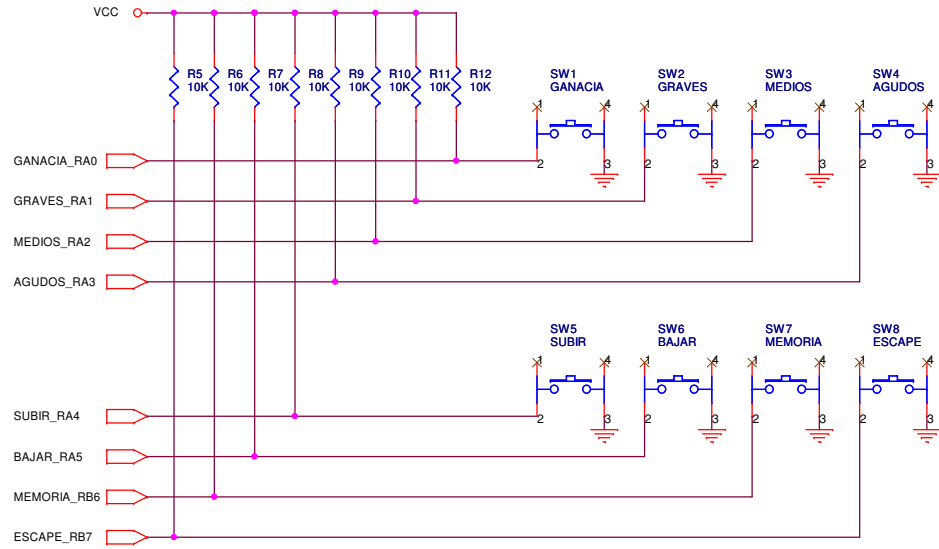 VCC
R5 R6 R7 R8 R9 R10 R11 R12
10K 10K 10K 10K 10K 10K 10K 10K
SW1 SW2 SW3 SW4
GANACIA GRAVES MEDIOS AGUDOS
1 4 1 4 1 4 1 4
2 3 2 3 2 3 2 3
GANACIA_RA0
GRAVES_RA1
MEDIOS_RA2
AGUDOS_RA3
SW5 SW6 SW7 SW8
SUBIR BAJAR MEMORIA ESCAPE
1 4 1 4 1 4 1 4
2 3 2 3 2 3 2 3
SUBIR_RA4
BAJAR_RA5
MEMORIA_RB6
ESCAPE_RB7